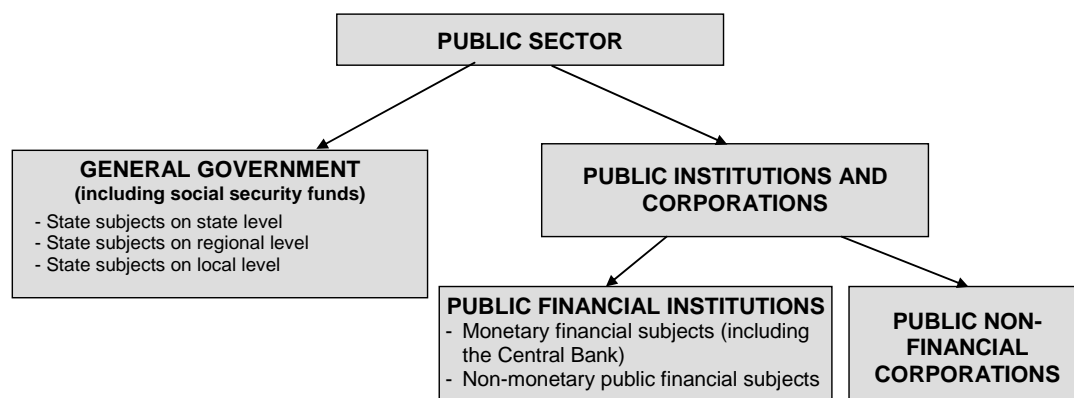 PUBLIC SECTOR
GENERAL GOVERNMENT
(including social security funds)
- State subjects on state level
- State subjects on regional level
- State subjects on local level
PUBLIC INSTITUTIONS AND
CORPORATIONS
PUBLIC FINANCIAL INSTITUTIONS
- Monetary financial subjects (including
the Central Bank)
- Non-monetary public financial subjects
PUBLIC NON-
FINANCIAL
CORPORATIONS